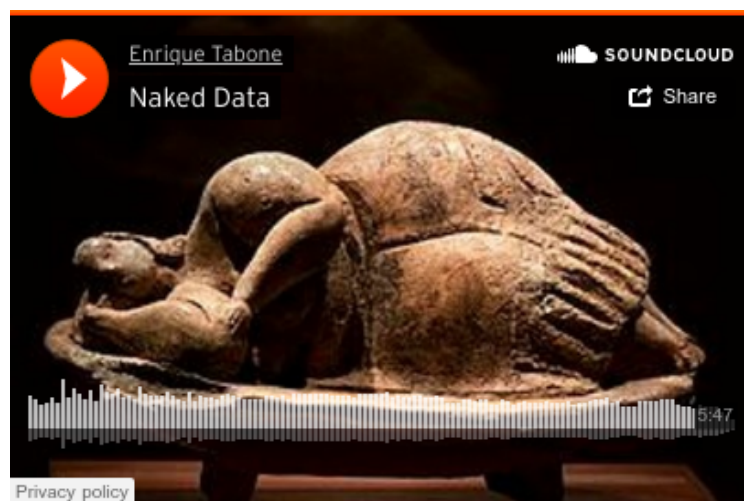 Enrique Tabone
SOUNDCLOUD
Naked Data
Share
5:47
Privacy policy